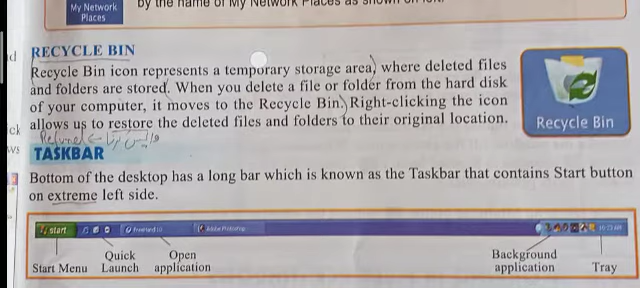 My Network
Places
by the name of My Network Places as shown on left.
RECYCLE BIN
Recycle Bin icon represents a temporary storage area, where deleted files
and folders are stored. When you delete a file or folder from the hard disk
of your computer, it moves to the Recycle Bin. Right-clicking the icon
allows us to restore the deleted files and folders to their original location.
Recycle Bin
TASKBAR
Bottom of the desktop has a long bar which is known as the Taskbar that contains Start button
on extreme left side.
start
Start Menu
Quick
Launch
Open
application
Background
application
Tray